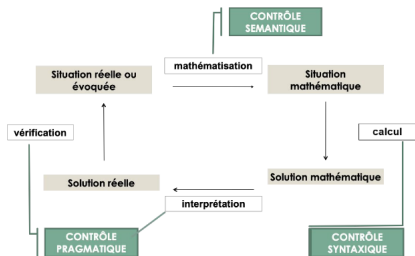 CONTRÔLE
SEMANTIQUE
mathématisation
Situation réelle ou
évoquée
Situation
mathématique
vérification
calcul
Solution réelle
Solution mathématique
interprétation
CONTRÔLE
PRAGMATIQUE
CONTRÔLE
SYNTAXIQUE